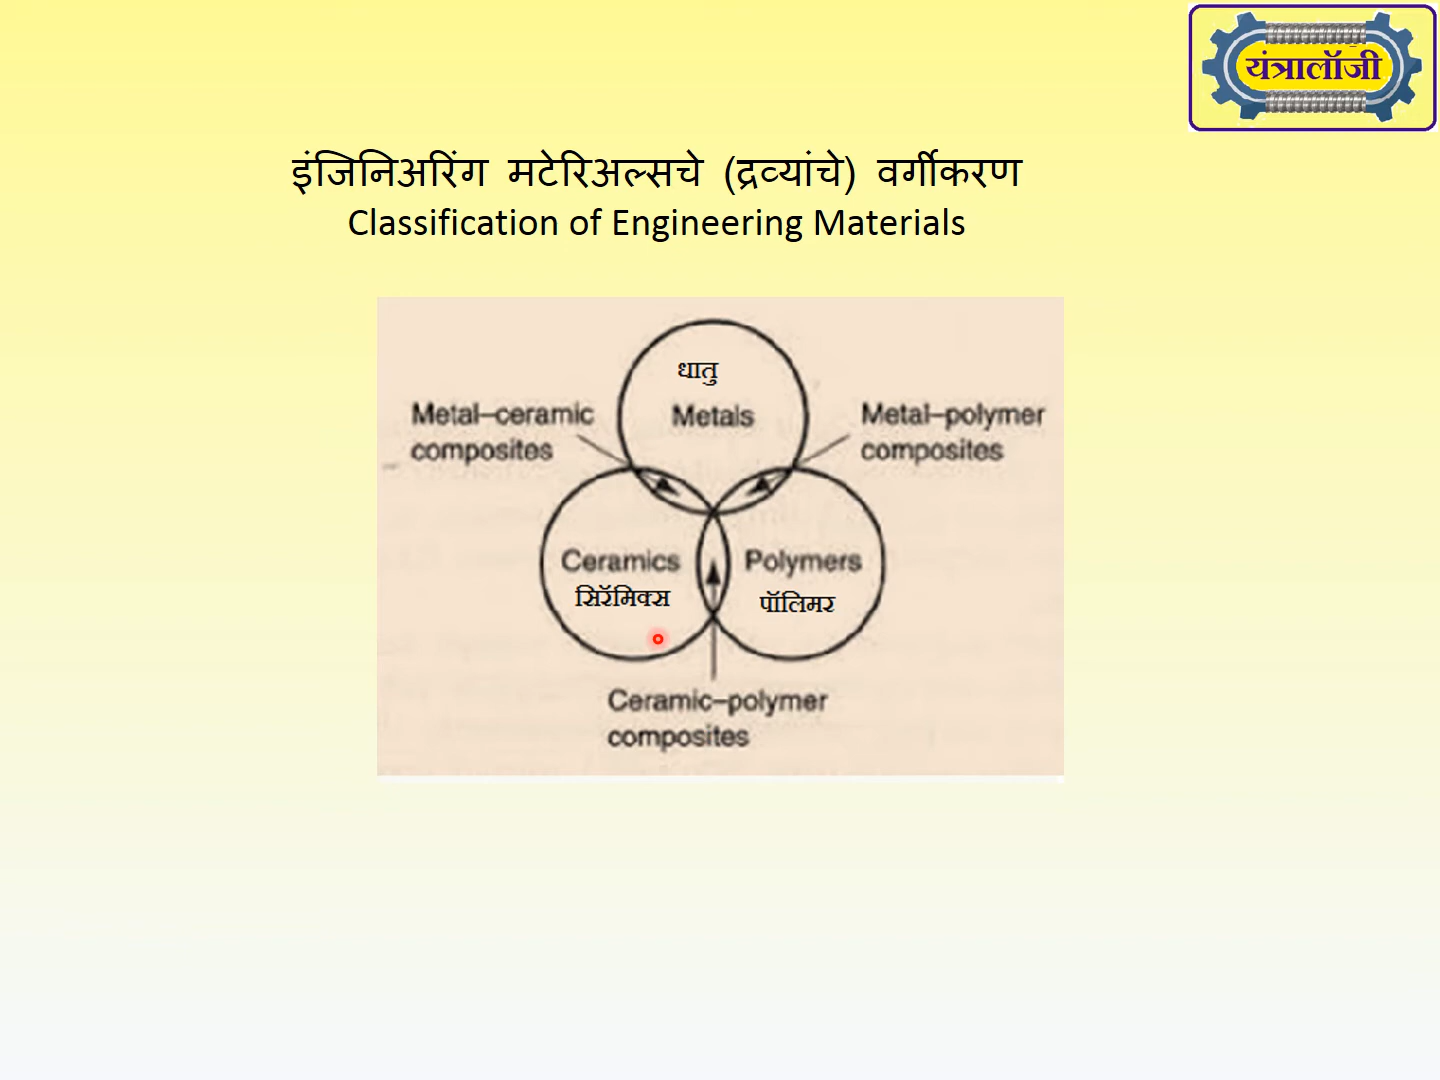 यंत्रालॉजी
इंजिनिअरिंग मटेरिअल्सचे (द्रव्यांचे) वर्गीकरण
Classification of Engineering Materials
धातु
Metals
Metal–ceramic
composites
Metal–polymer
composites
Ceramics
सिरॅमिक्स
Polymers
पॉलिमर
Ceramic–polymer
composites